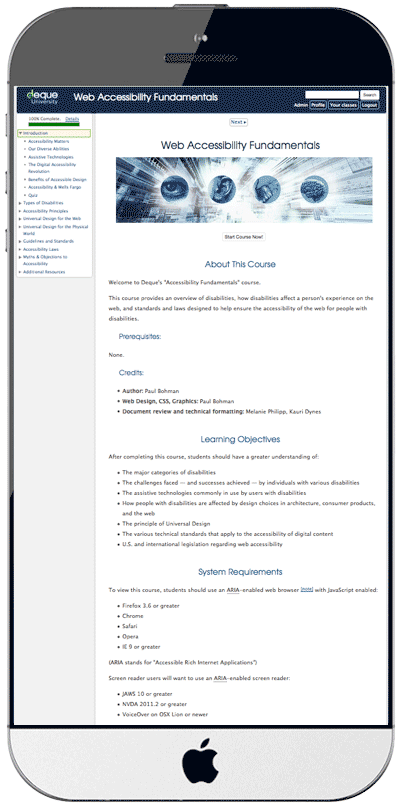 deque
University
Web Accessibility Fundamentals
Search
Admin Profile Your classes Logout
100% Complete. Details
Introduction
Accessibility Matters
Our Diverse Abilities
Assistive Technologies
The Digital Accessibility
Revolution
Benefits of Accessible Design
Accessibility & Wells Fargo
Quiz
Types of Disabilities
Accessibility Principles
Universal Design for the Web
Universal Design for the Physical
World
Guidelines and Standards
Accessibility Laws
Myths & Objections to
Accessibility
Additional Resources
Next
Web Accessibility Fundamentals
Start Course Now!
About This Course
Welcome to Deque's "Accessibility Fundamentals" course.
This course provides an overview of disabilities, how disabilities affect a person's experience on the
web, and standards and laws designed to help ensure the accessibility of the web for people with
disabilities.
Prerequisites:
None.
Credits:
• Author: Paul Bohman
• Web Design, CSS, Graphics: Paul Bohman
• Document review and technical formatting: Melanie Philipp, Kauri Dynes
Learning Objectives
After completing this course, students should have a greater understanding of:
• The major categories of disabilities
• The challenges faced — and successes achieved — by individuals with various disabilities
• The assistive technologies commonly in use by users with disabilities
• How people with disabilities are affected by design choices in architecture, consumer products,
and the web
• The principle of Universal Design
• The various technical standards that apply to the accessibility of digital content
• U.S. and international legislation regarding web accessibility
System Requirements
To view this course, students should use an ARIA-enabled web browser with JavaScript enabled:
• Firefox 3.6 or greater
• Chrome
• Safari
• Opera
• IE 9 or greater
(ARIA stands for "Accessible Rich Internet Applications")
Screen reader users will want to use an ARIA-enabled screen reader:
• JAWS 10 or greater
• NVDA 2011.2 or greater
• VoiceOver on OSX Lion or newer